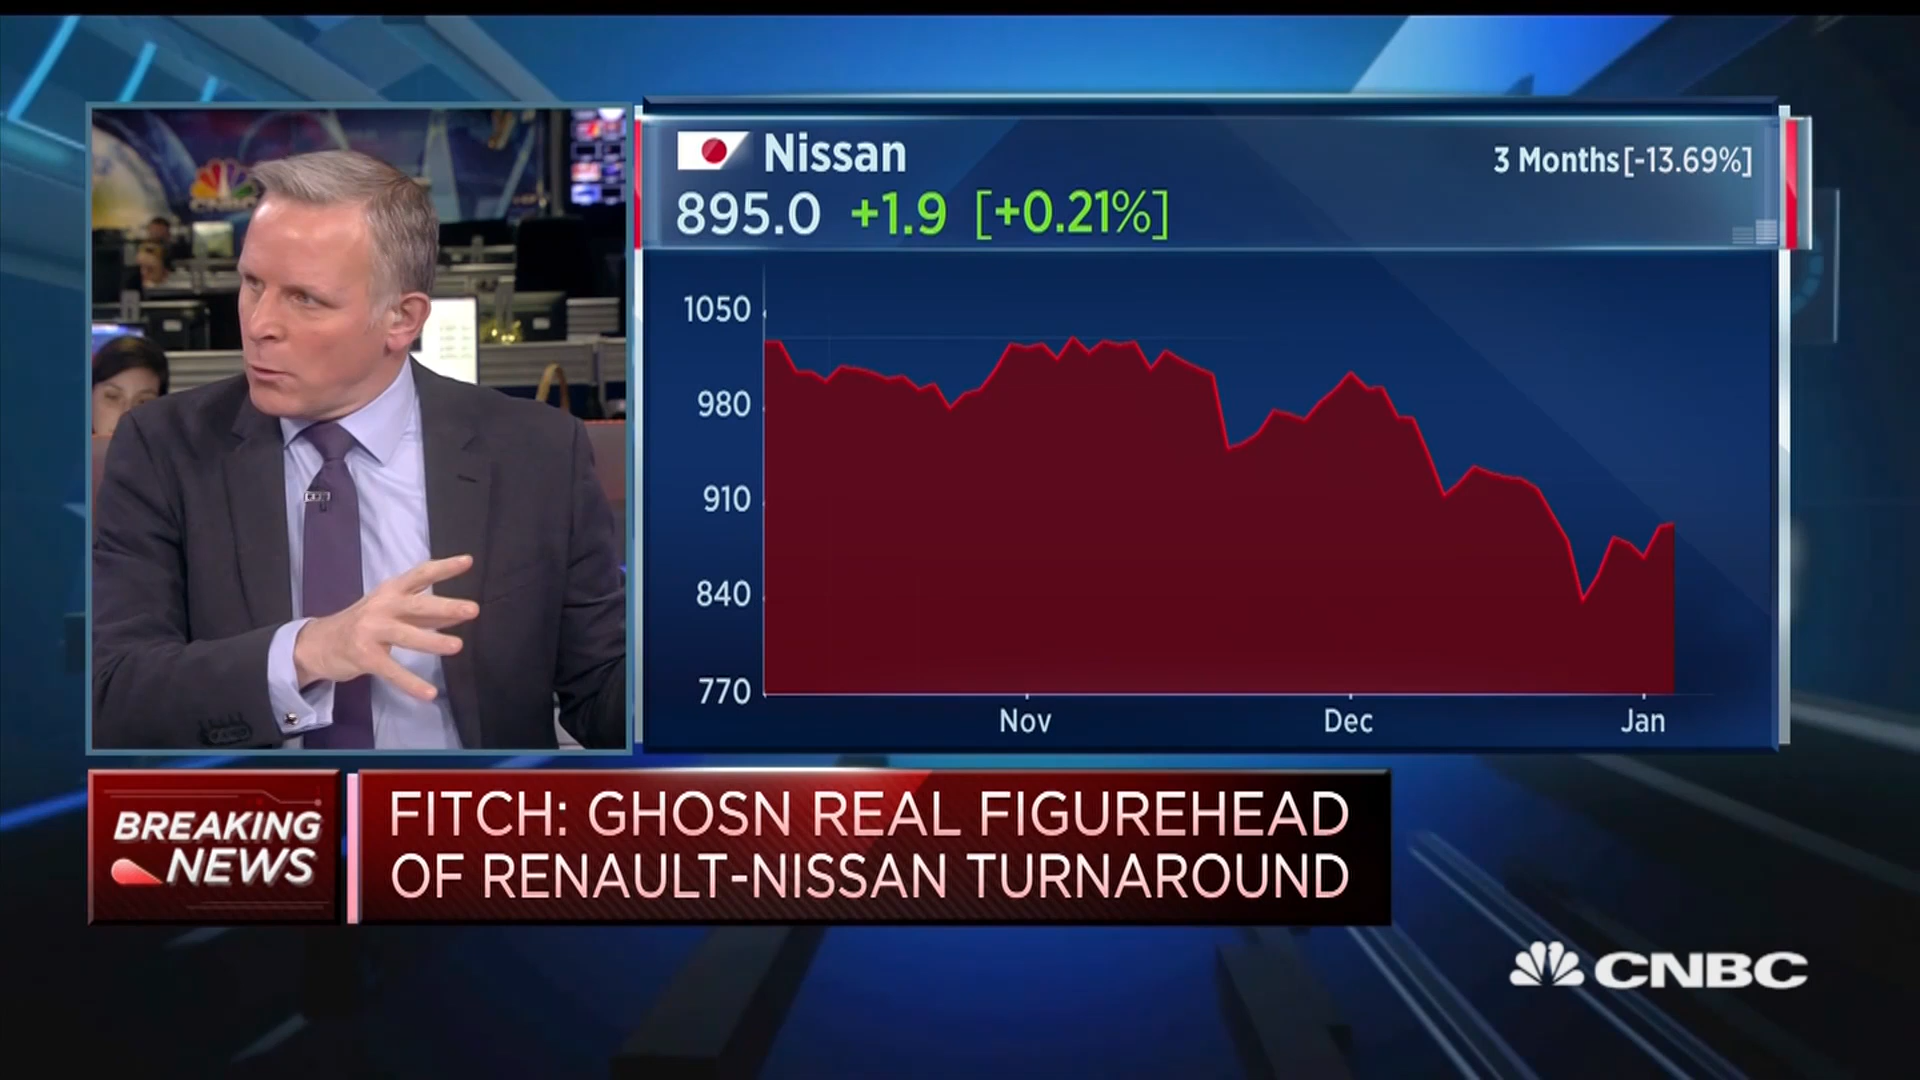 Nissan
3 Months[-13.69%]
895.0 +1.9 [+0.21%]
1050
980
910
840
770
Nov Dec Jan
BREAKING NEWS
FITCH: GHOSN REAL FIGUREHEAD
OF RENAULT-NISSAN TURNAROUND
CNBC